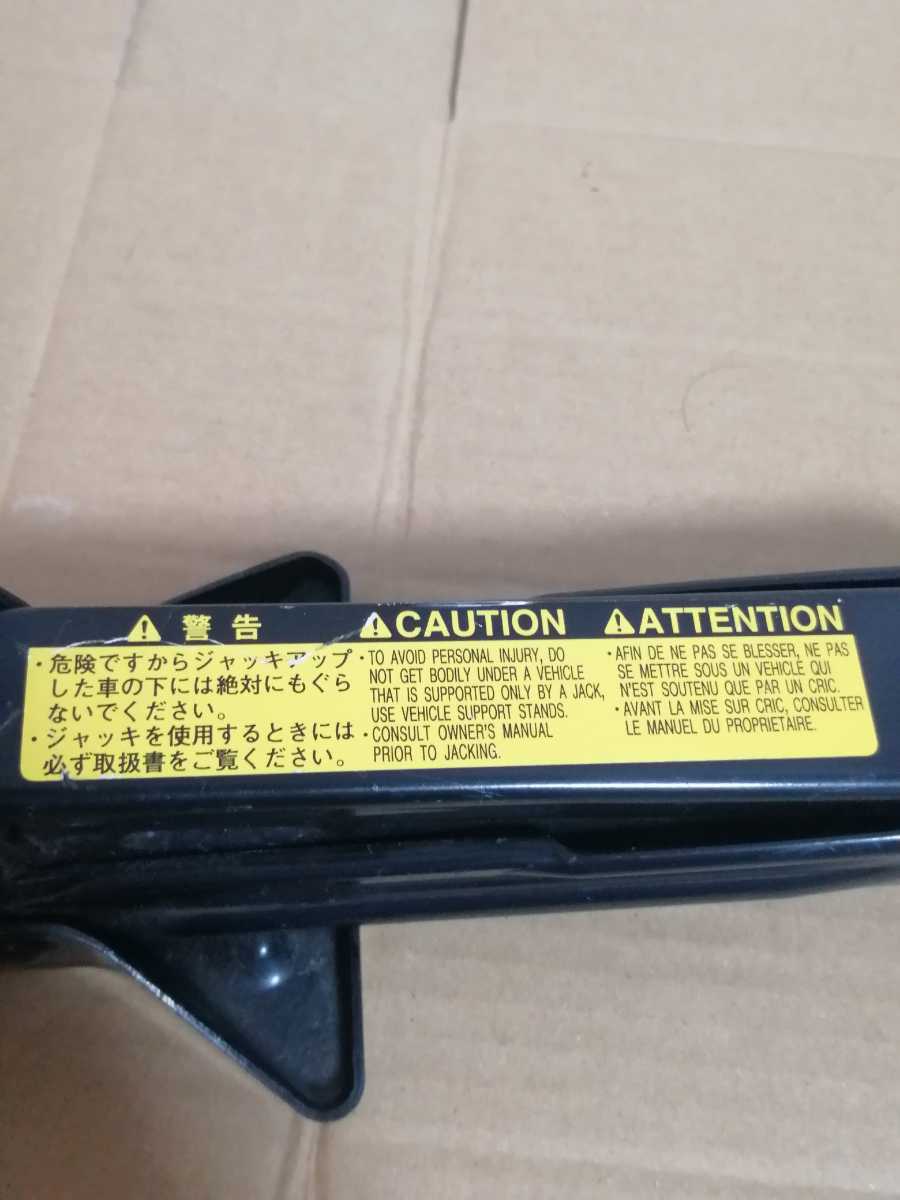 ⚠ 警告
・危険ですからジャッキアップ
した車の下には絶対にもぐら
ないでください。
・ジャッキを使用するときには
必ず取扱書をご覧ください。
⚠CAUTION
・TO AVOID PERSONAL INJURY, DO
NOT GET BODILY UNDER A VEHICLE
THAT IS SUPPORTED ONLY BY A JACK,
USE VEHICLE SUPPORT STANDS.
・CONSULT OWNER'S MANUAL
PRIOR TO JACKING.
⚠ATTENTION
・AFIN DE NE PAS SE BLESSER, NE PAS
SE METTRE SOUS UN VEHICLE QUI
N'EST SOUTENU QUE PAR UN CRIC.
・AVANT LA MISE SUR CRIC, CONSULTER
LE MANUEL DU PROPRIETAIRE.